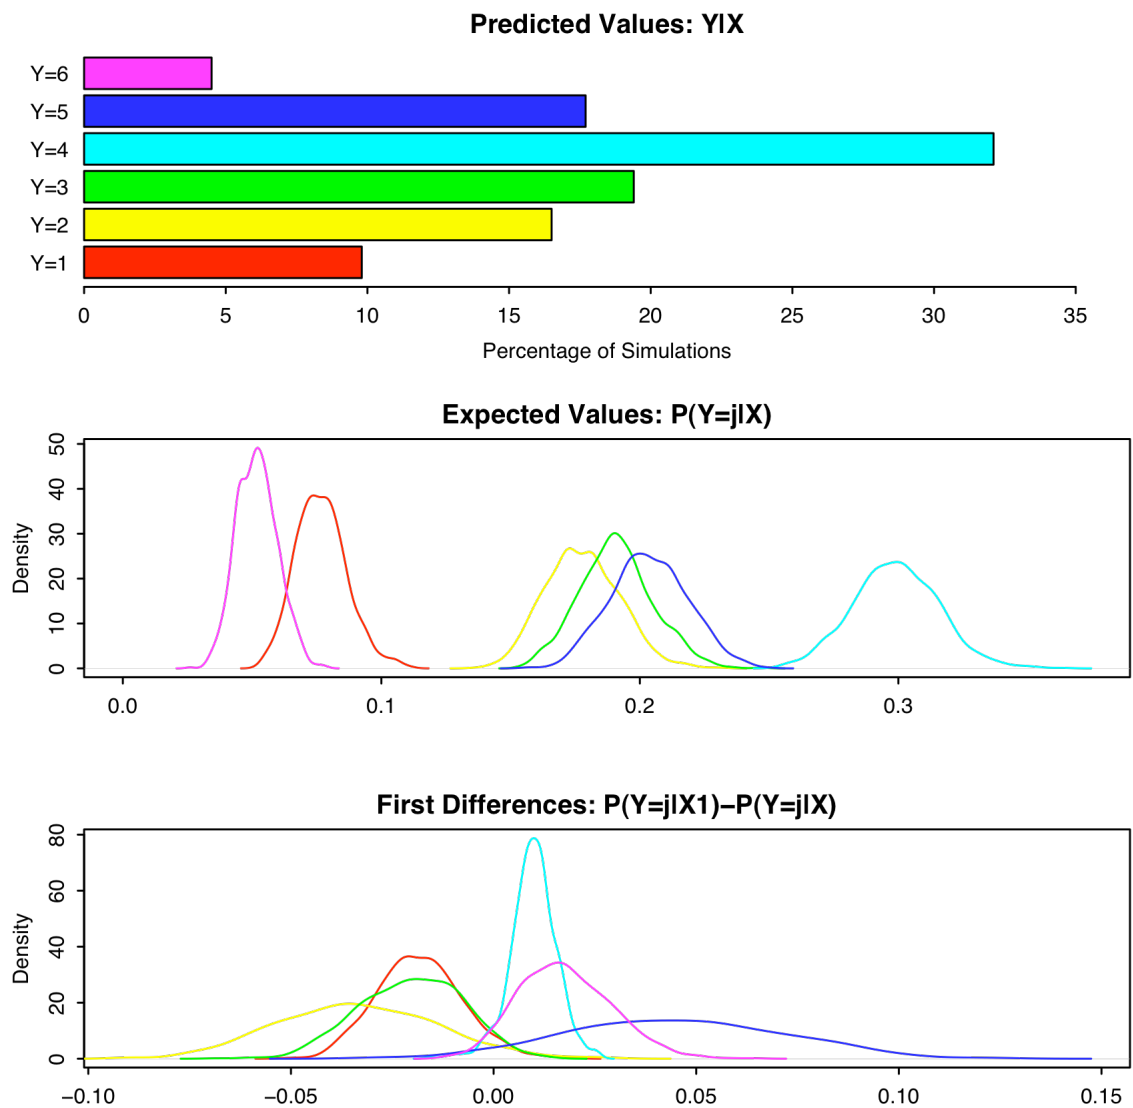 Predicted Values: Y|X
Y=6
Y=5
Y=4
Y=3
Y=2
Y=1
0 5 10 15 20 25 30 35
Percentage of Simulations
Expected Values: P(Y=j|X)
Density
50
40
30
20
10
0
0.0 0.1 0.2 0.3
First Differences: P(Y=j|X1)−P(Y=j|X)
Density
80
60
40
20
0
−0.10 −0.05 0.00 0.05 0.10 0.15